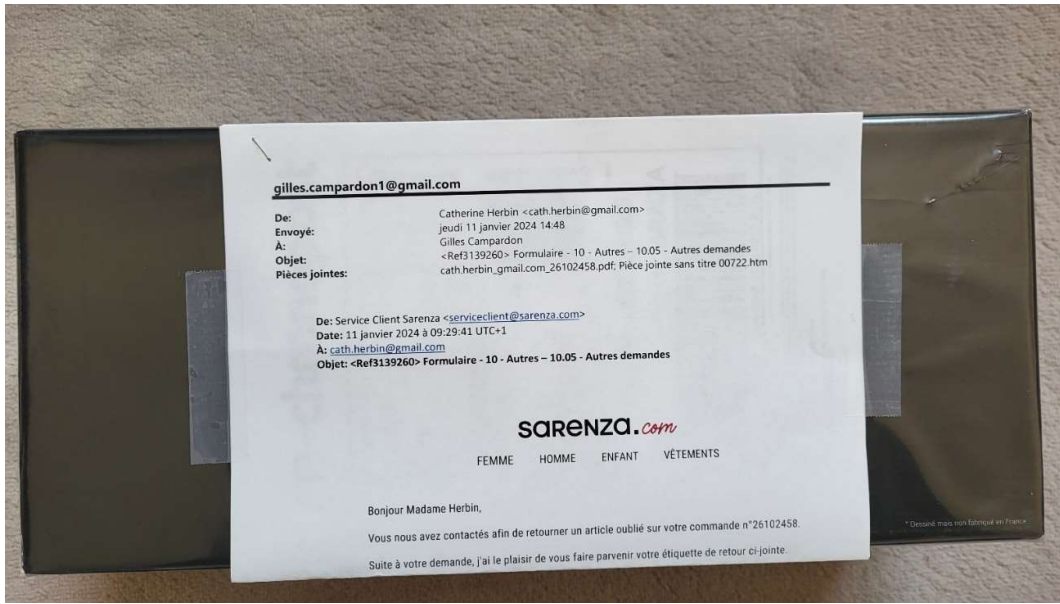 gilles.campardon1@gmail.com
De: Catherine Herbin <cath.herbin@gmail.com>
Envoyé: jeudi 11 janvier 2024 14:48
À: Gilles Campardon
Objet: <Ref3139260> Formulaire - 10 - Autres – 10.05 - Autres demandes
Pièces jointes: cath.herbin_gmail.com_26102458.pdf; Pièce jointe sans titre 00722.htm
De: Service Client Sarenza <serviceclient@sarenza.com>
Date: 11 janvier 2024 à 09:29:41 UTC+1
À: cath.herbin@gmail.com
Objet: <Ref3139260> Formulaire - 10 - Autres – 10.05 - Autres demandes
sarenza.com
FEMME HOMME ENFANT VÊTEMENTS
Bonjour Madame Herbin,
Vous nous avez contactés afin de retourner un article oublié sur votre commande n°26102458.
Suite à votre demande, j'ai le plaisir de vous faire parvenir votre étiquette de retour ci-jointe.
* Dessiné mais non fabriqué en France